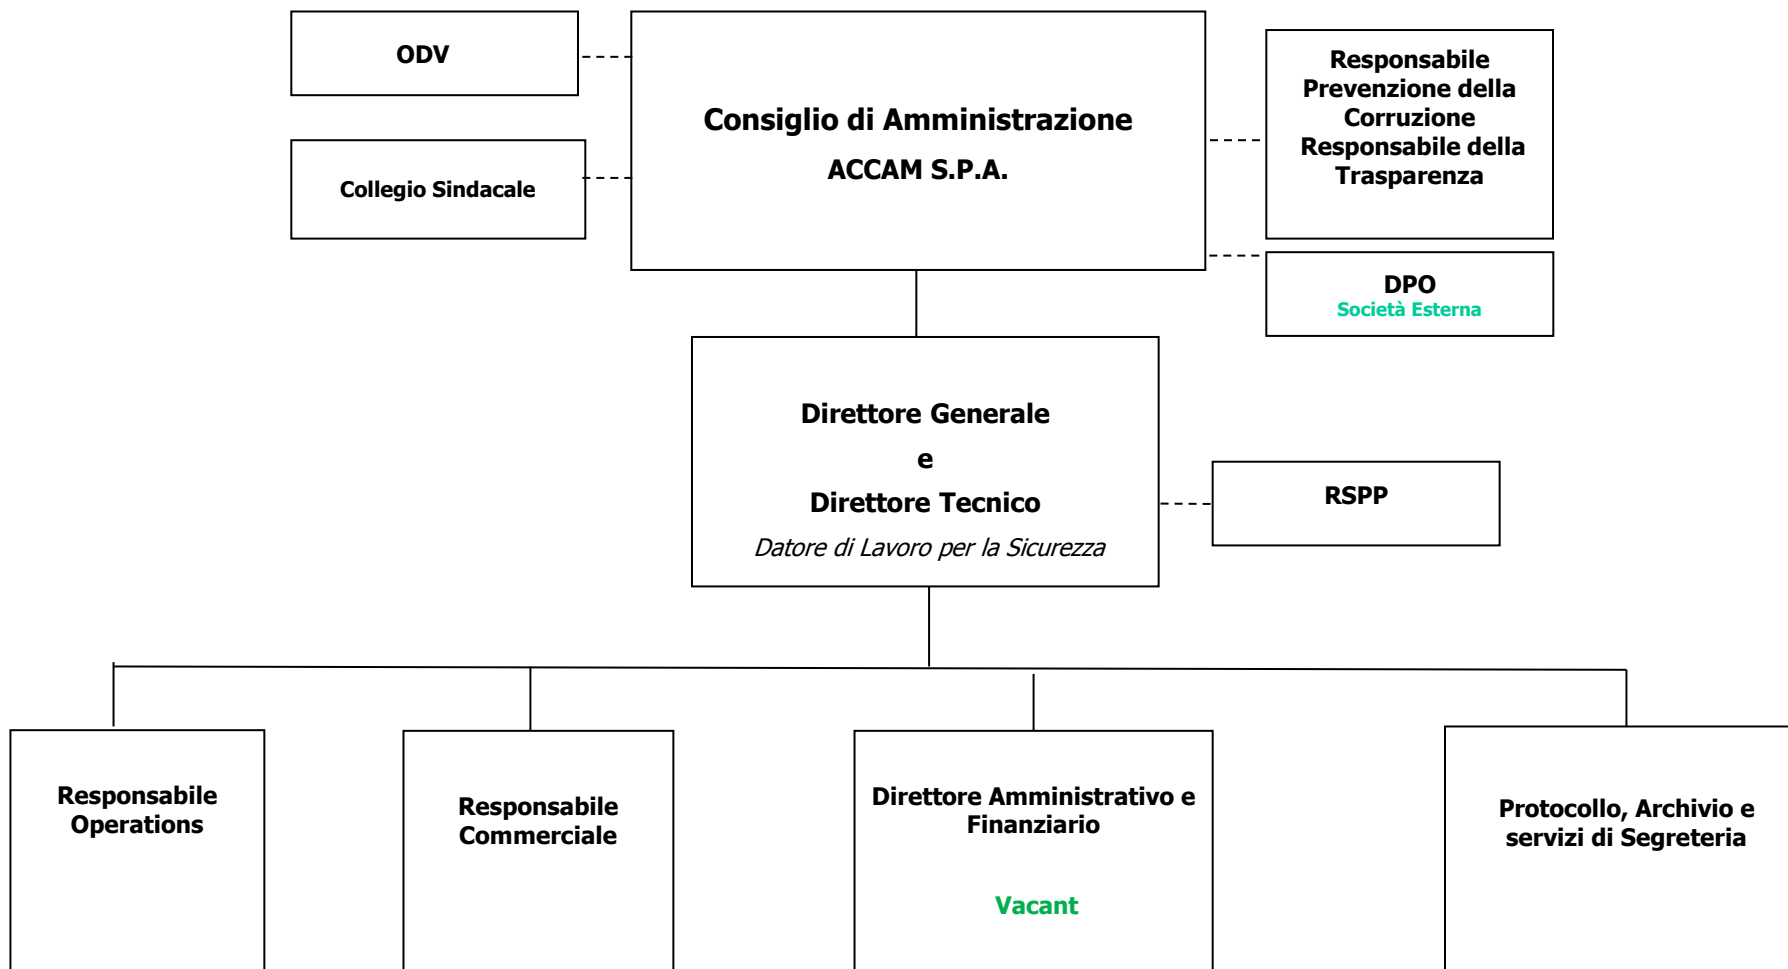 ODV
Collegio Sindacale
Consiglio di Amministrazione
ACCAM S.P.A.
Responsabile
Prevenzione della
Corruzione
Responsabile della
Trasparenza
DPO
Società Esterna
Direttore Generale
e
Direttore Tecnico
Datore di Lavoro per la Sicurezza
RSPP
Responsabile
Operations
Responsabile
Commerciale
Direttore Amministrativo e
Finanziario
Vacant
Protocollo, Archivio e
servizi di Segreteria